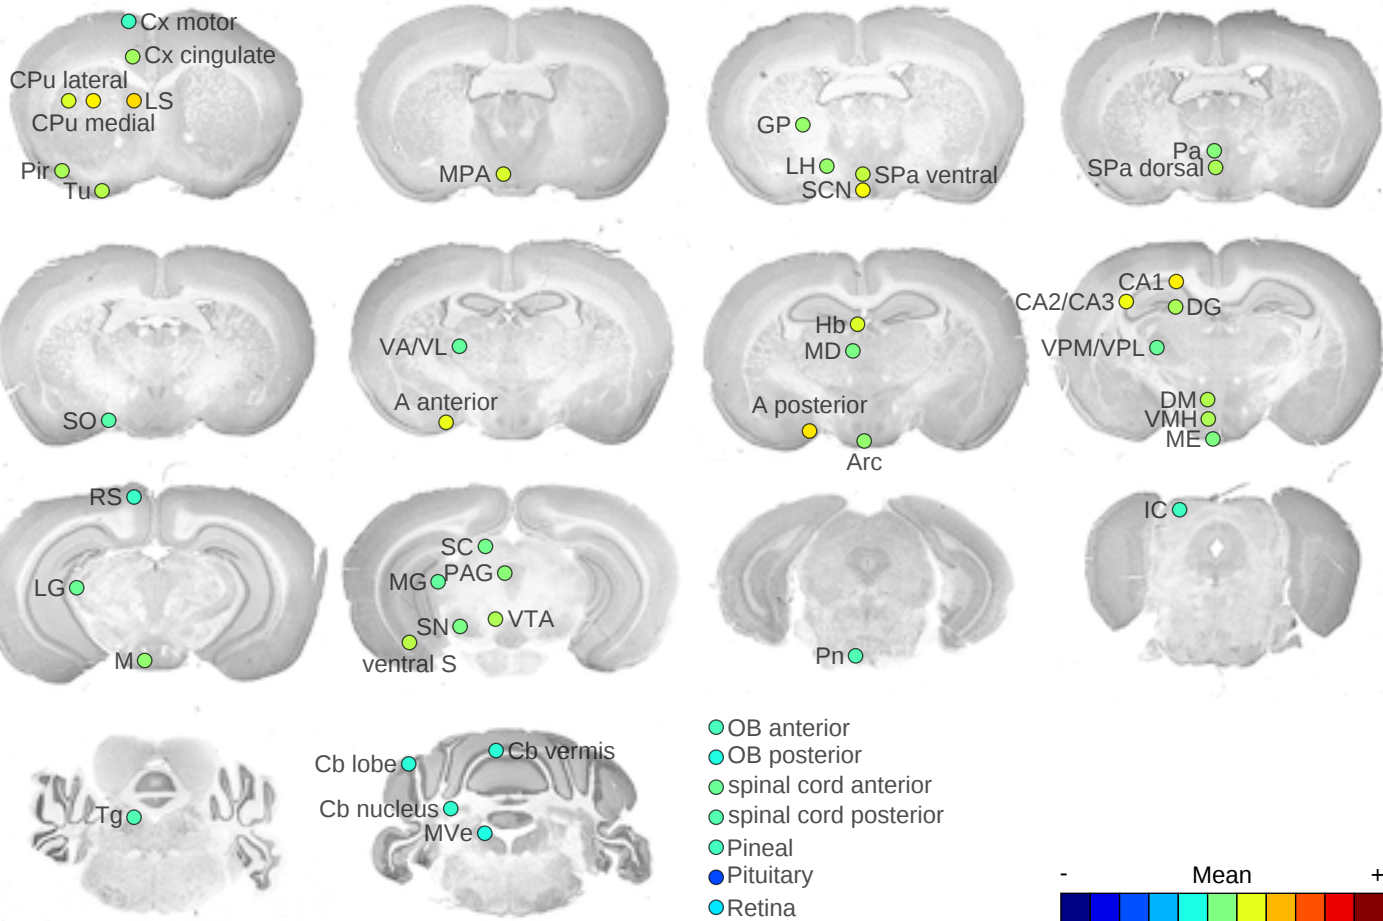 Cx motor
Cx cingulate
CPu lateral
LS
CPu medial
Pir
Tu
MPA
GP
LH
SPa ventral
SCN
Pa
SPa dorsal
SO
VA/VL
A anterior
Hb
MD
A posterior
Arc
CA1
CA2/CA3
DG
VPM/VPL
DM
VMH
ME
RS
LG
M
SC
PAG
MG
VTA
SN
ventral S
Pn
IC
Tg
Cb vermis
Cb lobe
Cb nucleus
MVe
OB anterior
OB posterior
spinal cord anterior
spinal cord posterior
Pineal
Pituitary
Retina
- Mean +